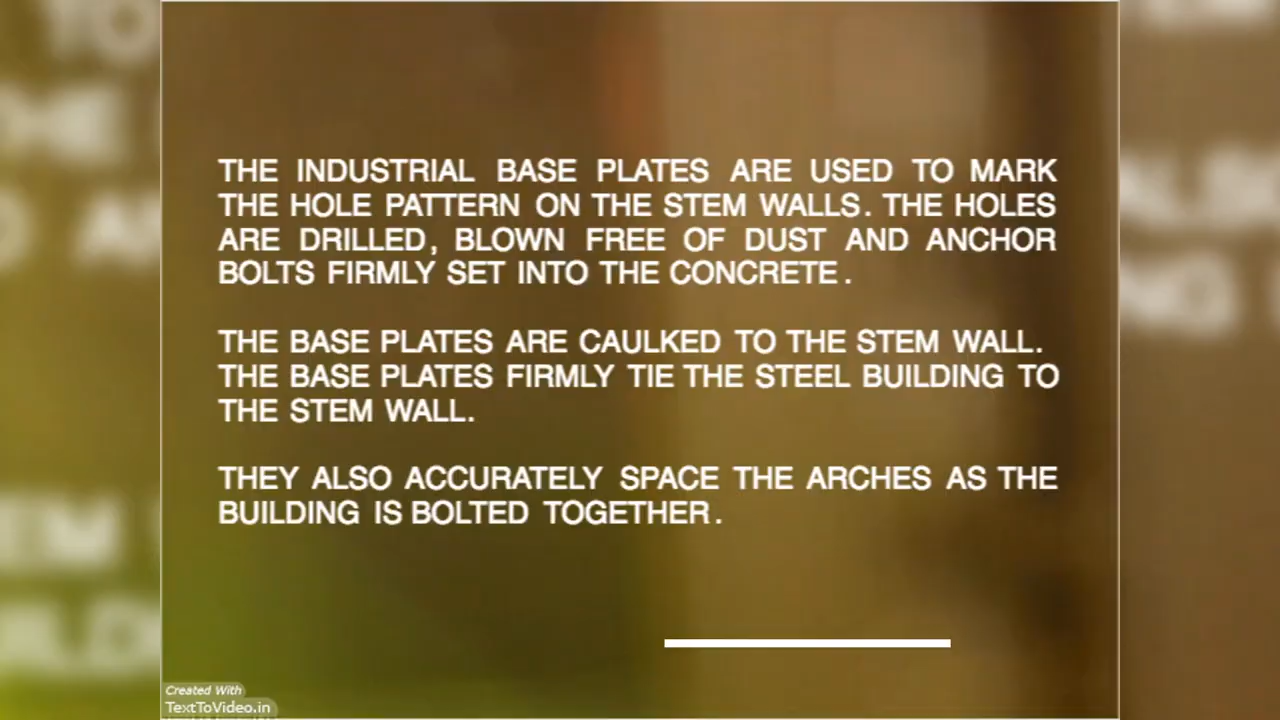 THE INDUSTRIAL BASE PLATES ARE USED TO MARK
THE HOLE PATTERN ON THE STEM WALLS. THE HOLES
ARE DRILLED, BLOWN FREE OF DUST AND ANCHOR
BOLTS FIRMLY SET INTO THE CONCRETE.
THE BASE PLATES ARE CAULKED TO THE STEM WALL.
THE BASE PLATES FIRMLY TIE THE STEEL BUILDING TO
THE STEM WALL.
THEY ALSO ACCURATELY SPACE THE ARCHES AS THE
BUILDING IS BOLTED TOGETHER.
Created With
TextToVideo.in